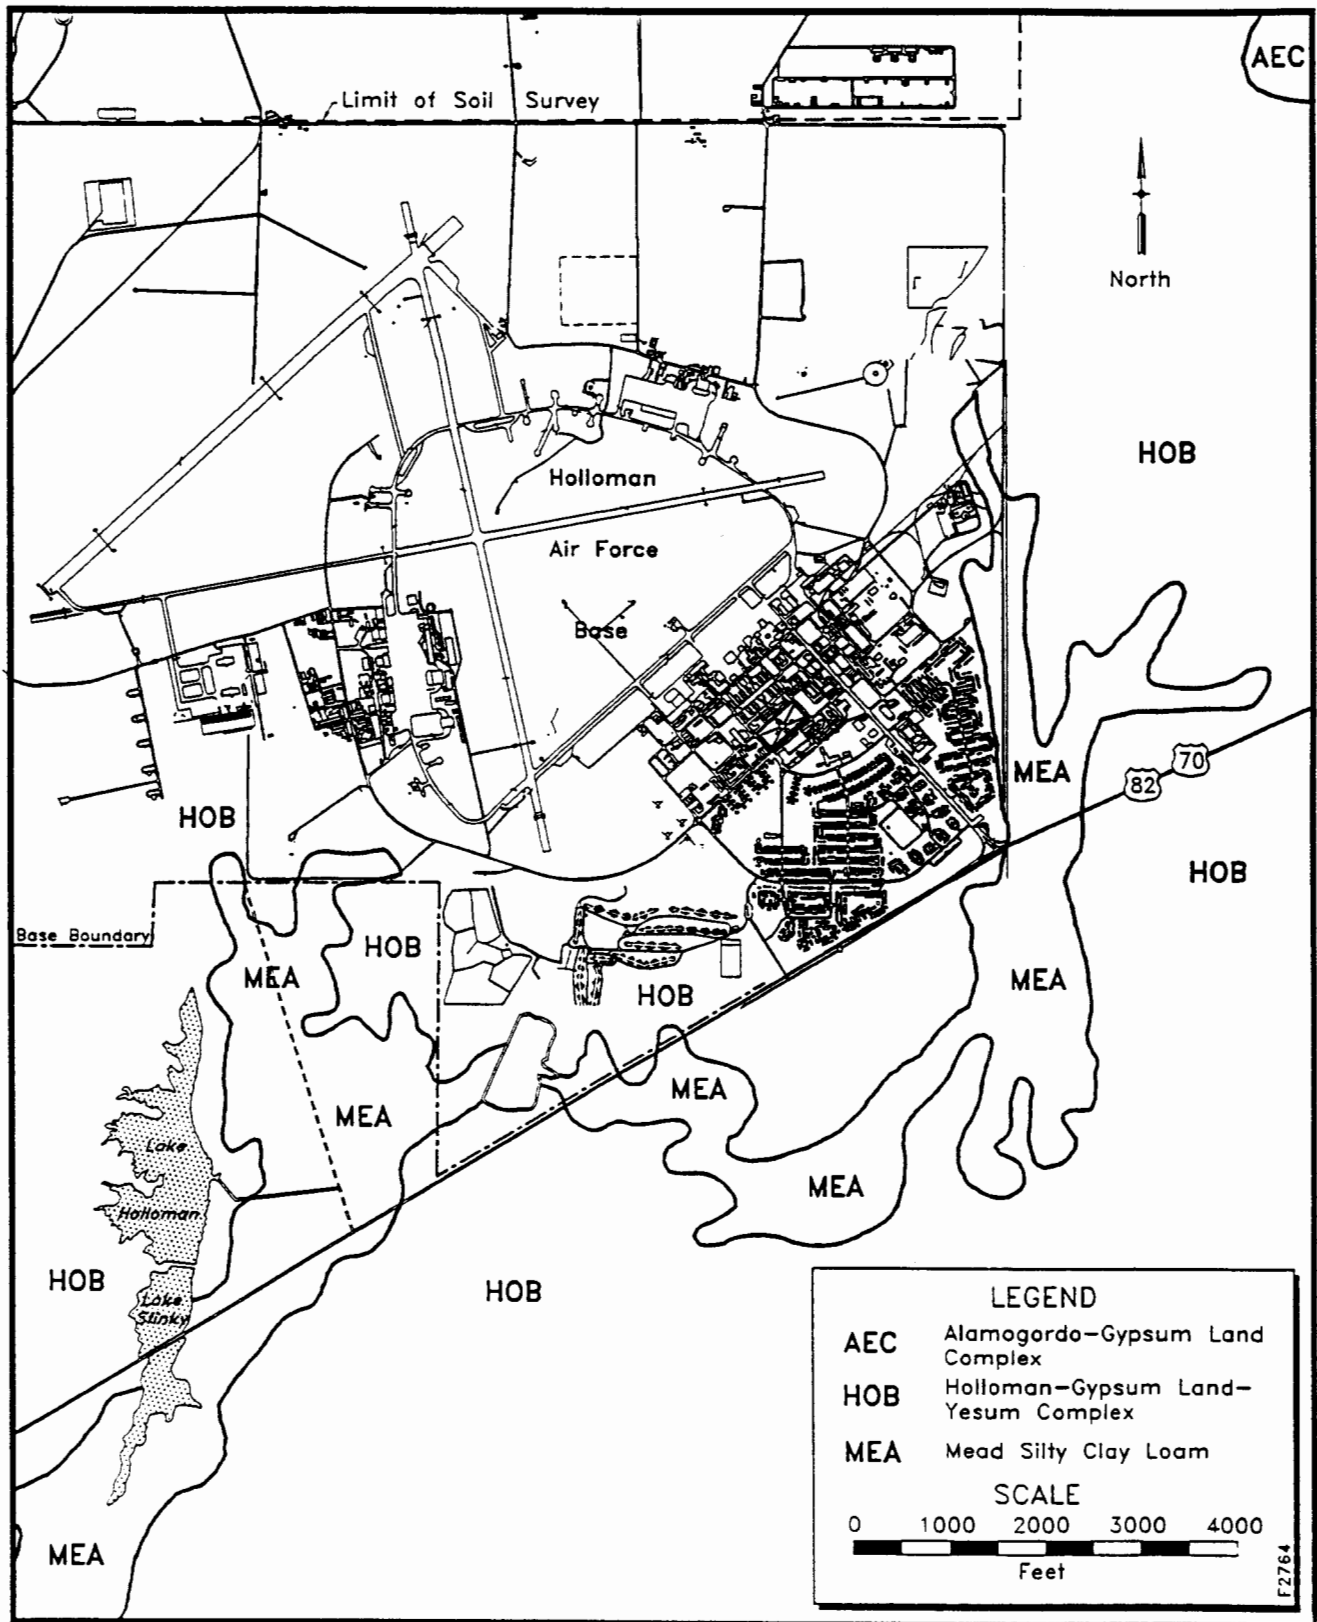 AEC
Limit of Soil Survey
North
HOB
Holloman
Air Force
Base
MEA
70
82
HOB
HOB
Base Boundary
HOB
MEA
MEA
HOB
MEA
MEA
Lake
MEA
Holloman
HOB
HOB
Lake
Stinky
MEA
LEGEND
AEC Alamogordo-Gypsum Land
Complex
HOB Holloman-Gypsum Land-
Yesum Complex
MEA Mead Silty Clay Loam
SCALE
0 1000 2000 3000 4000
Feet
F2764